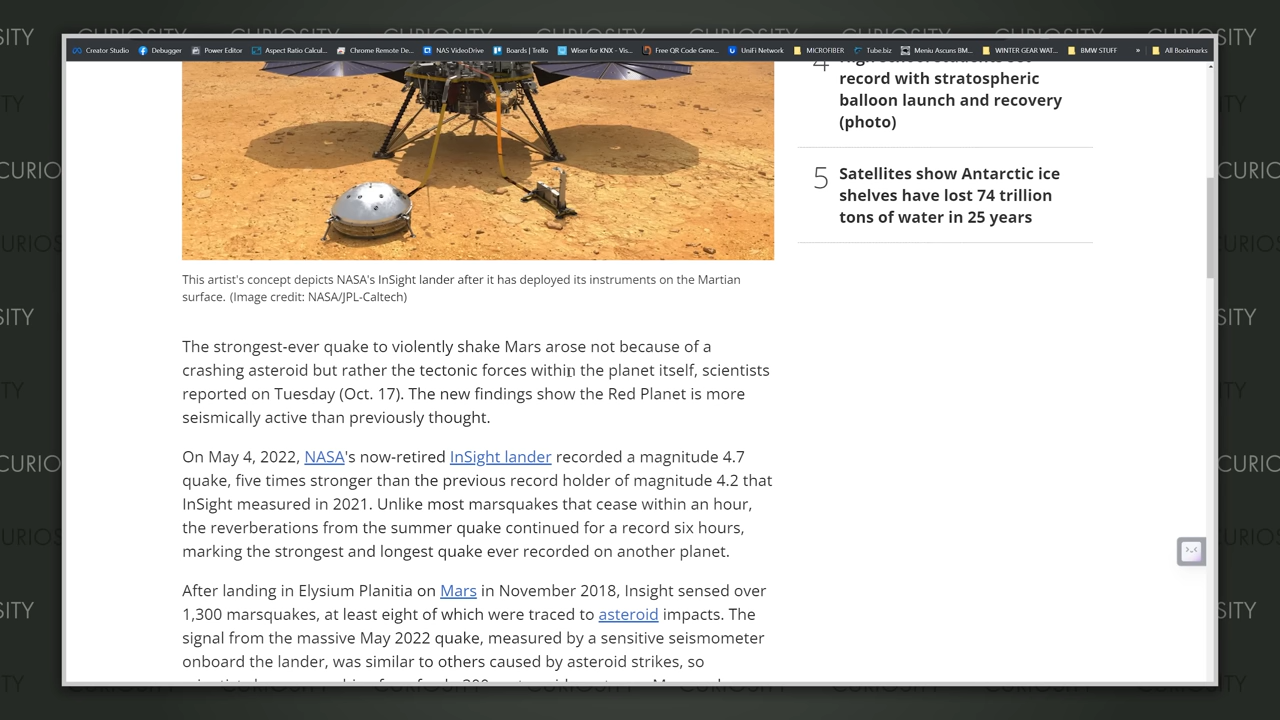 CURIOSITY
Creator Studio
Debugger
Power Editor
Aspect Ratio Calcul...
Chrome Remote De...
NAS VideoDrive
Boards | Trello
Wiser for KNX - Vis...
Free QR Code Gene...
UniFi Network
MICROFIBER
Tube.biz
Meniu Ascuns BM...
WINTER GEAR WAT...
BMW STUFF
»
All Bookmarks
This artist's concept depicts NASA's InSight lander after it has deployed its instruments on the Martian
surface. (Image credit: NASA/JPL-Caltech)
The strongest-ever quake to violently shake Mars arose not because of a
crashing asteroid but rather the tectonic forces within the planet itself, scientists
reported on Tuesday (Oct. 17). The new findings show the Red Planet is more
seismically active than previously thought.
On May 4, 2022, NASA's now-retired InSight lander recorded a magnitude 4.7
quake, five times stronger than the previous record holder of magnitude 4.2 that
InSight measured in 2021. Unlike most marsquakes that cease within an hour,
the reverberations from the summer quake continued for a record six hours,
marking the strongest and longest quake ever recorded on another planet.
After landing in Elysium Planitia on Mars in November 2018, Insight sensed over
1,300 marsquakes, at least eight of which were traced to asteroid impacts. The
signal from the massive May 2022 quake, measured by a sensitive seismometer
onboard the lander, was similar to others caused by asteroid strikes, so
4
record with stratospheric
balloon launch and recovery
(photo)
5
Satellites show Antarctic ice
shelves have lost 74 trillion
tons of water in 25 years